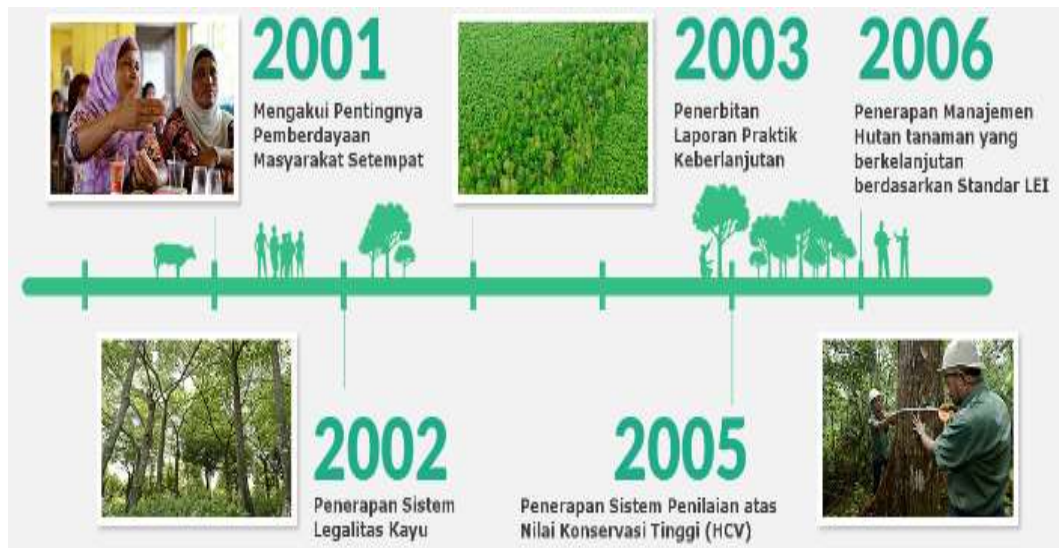 2001
Mengakui Pentingnya
Pemberdayaan
Masyarakat Setempat
2002
Penerapan Sistem
Legalitas Kayu
2003
Penerbitan
Laporan Praktik
Keberlanjutan
2005
Penerapan Sistem Penilaian atas
Nilai Konservasi Tinggi (HCV)
2006
Penerapan Manajemen
Hutan tanaman yang
berkelanjutan
berdasarkan Standar LEI